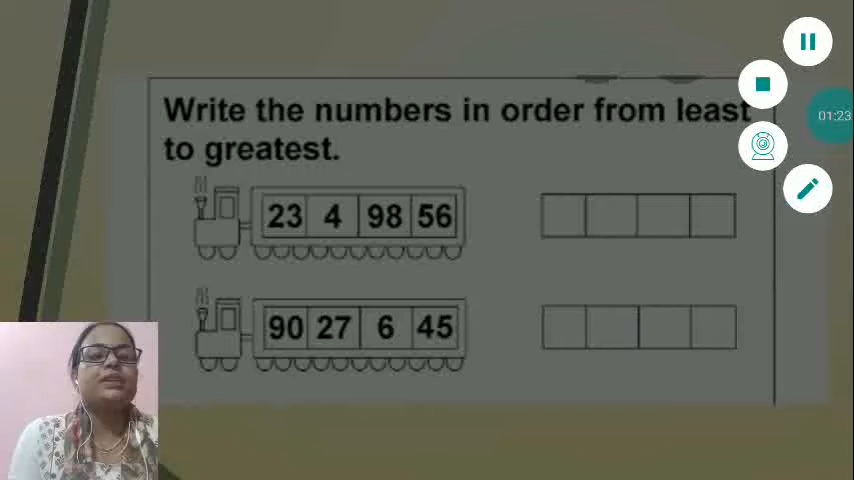 Write the numbers in order from least
to greatest.
23 4 98 56
90 27 6 45
01:23